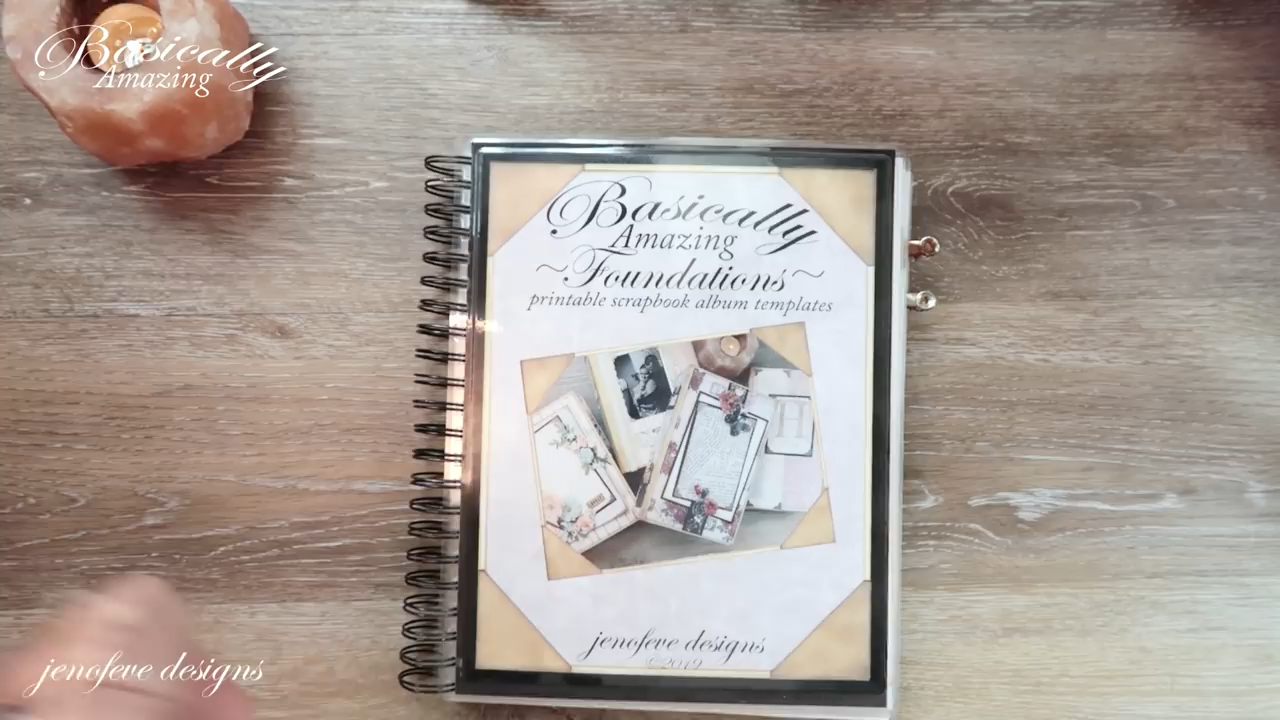 Basically
Amazing
Basically
Amazing
~Foundations~
printable scrapbook album templates
H
jenofeve designs
©2019
jenofeve designs